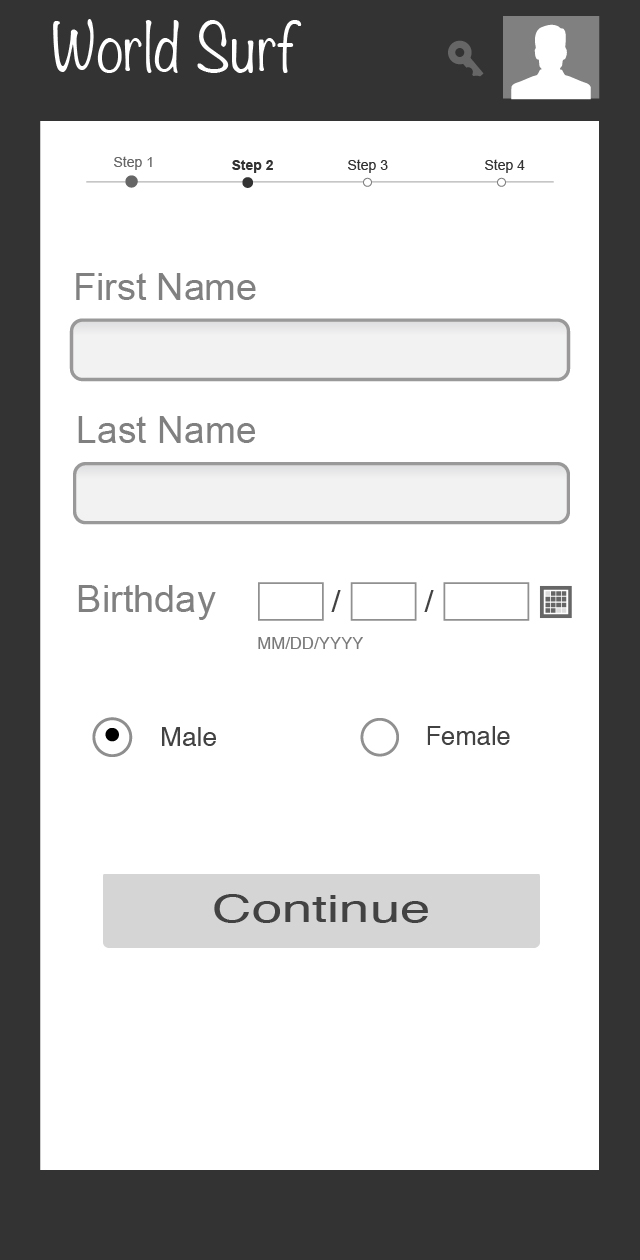 World Surf
Step 1 Step 2 Step 3 Step 4
First Name
Last Name
Birthday / /
MM/DD/YYYY
Male Female
Continue